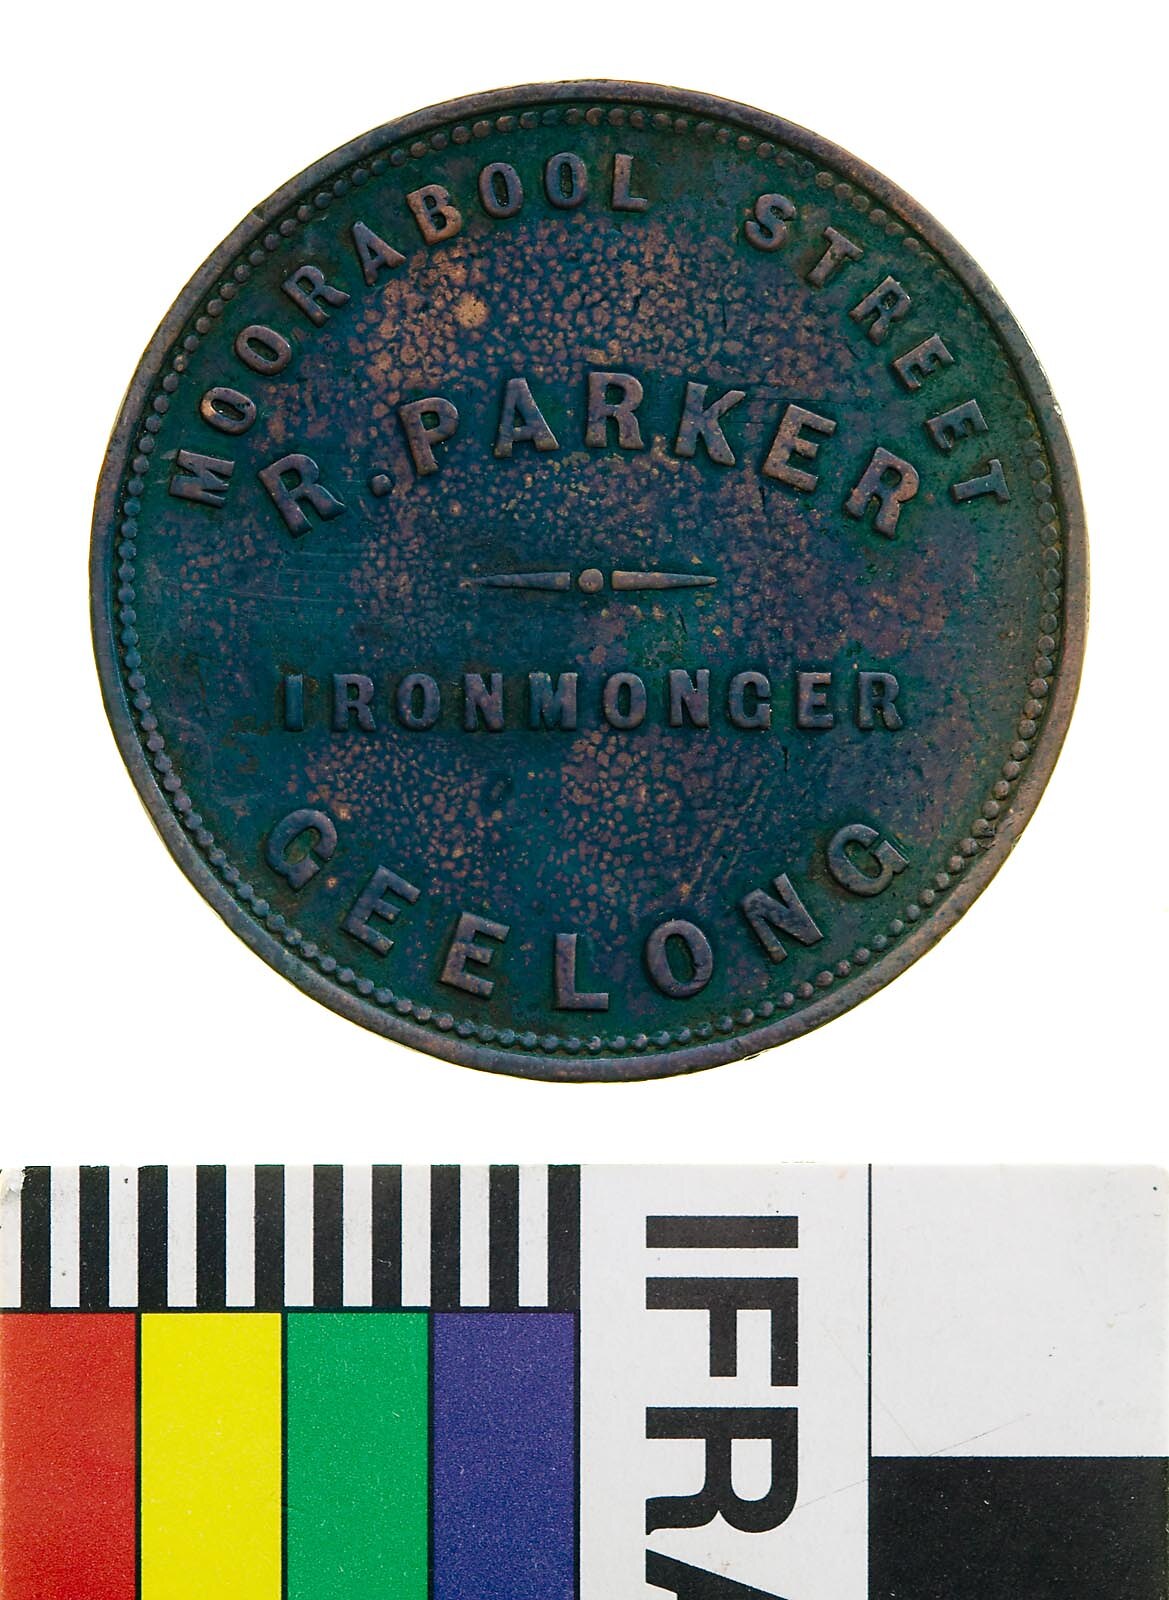 MOORABOOL STREET
R. PARKER
IRONMONGER
GEELONG
IFRA